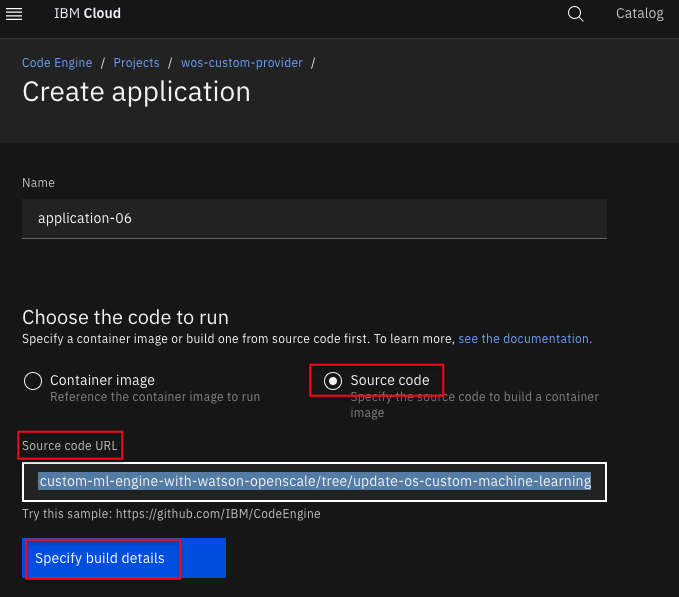 IBM Cloud
Catalog
Code Engine / Projects / wos-custom-provider /
Create application
Name
application-06
Choose the code to run
Specify a container image or build one from source code first. To learn more, see the documentation.
Container image
Reference the container image to run
Source code
Specify the source code to build a container
image
Source code URL
custom-ml-engine-with-watson-openscale/tree/update-os-custom-machine-learning
Try this sample: https://github.com/IBM/CodeEngine
Specify build details